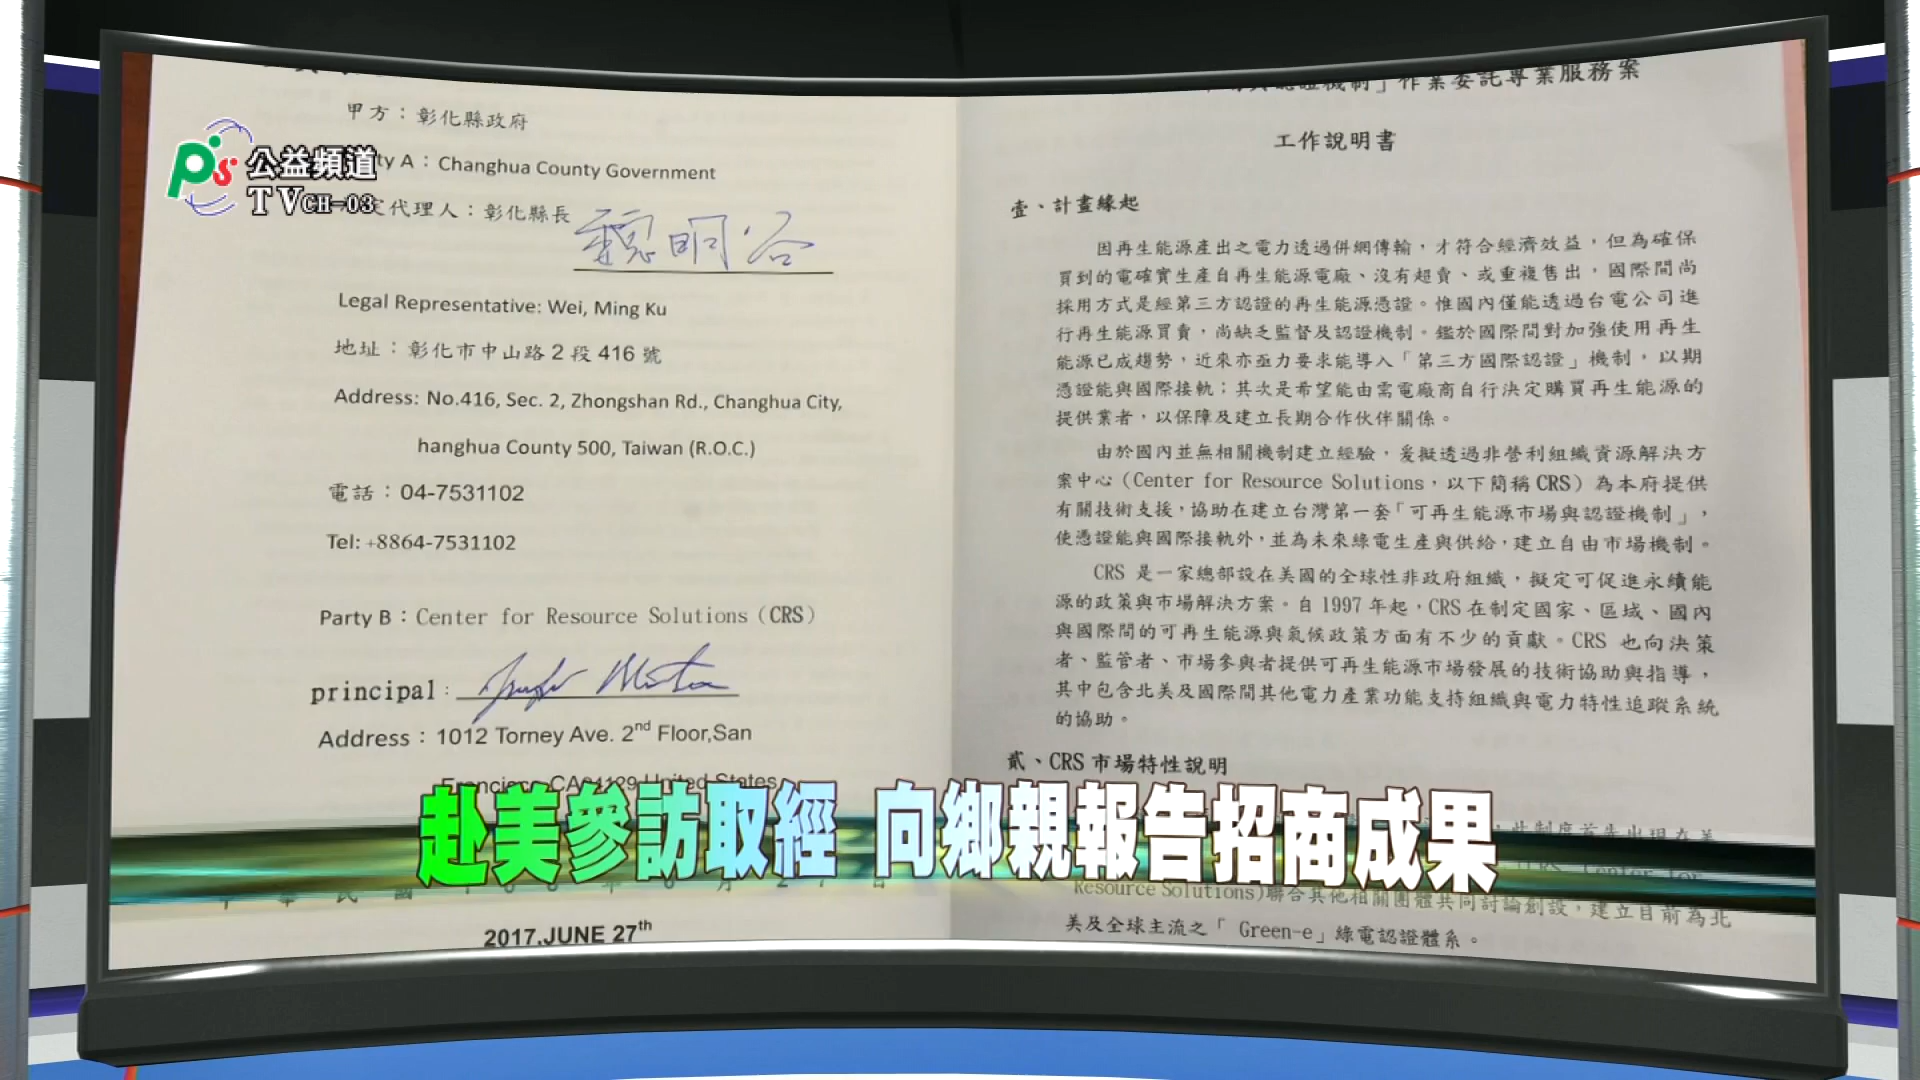 甲方：彰化縣政府
公益頻道
TVCH-03
ty A：Changhua County Government
定代理人：彰化縣長
魏明谷
Legal Representative: Wei, Ming Ku
地址：彰化市中山路2段416號
Address: No.416, Sec. 2, Zhongshan Rd., Changhua City,
hanghua County 500, Taiwan (R.O.C.)
電話：04-7531102
Tel: +8864-7531102
Party B：Center for Resource Solutions（CRS）
principal：
Address：1012 Torney Ave. 2nd Floor,San
Francisco,CA94129 United States
2017.JUNE 27th
認證機制」作業委託專業服務案
工作說明書
壹、計畫緣起
因再生能源產出之電力透過併網傳輸，才符合經濟效益，但為確保
買到的電確實生產自再生能源電廠、沒有超賣、或重複售出，國際間尚
採用方式是經第三方認證的再生能源憑證。惟國內僅能透過台電公司進
行再生能源買賣，尚缺乏監督及認證機制。鑑於國際間對加強使用再生
能源已成趨勢，近來亦亟力要求能導入「第三方國際認證」機制，以期
憑證能與國際接軌；其次是希望能由需電廠商自行決定購買再生能源的
提供業者，以保障及建立長期合作伙伴關係。
由於國內並無相關機制建立經驗，爰擬透過非營利組織資源解決方
案中心（Center for Resource Solutions，以下簡稱 CRS）為本府提供
有關技術支援，協助在建立台灣第一套「可再生能源市場與認證機制」，
使憑證能與國際接軌外，並為未來綠電生產與供給，建立自由市場機制。
CRS 是一家總部設在美國的全球性非政府組織，擬定可促進永續能
源的政策與市場解決方案。自 1997 年起，CRS 在制定國家、區域、國內
與國際間的可再生能源與氣候政策方面有不少的貢獻。CRS 也向決策
者、監管者、市場參與者提供可再生能源市場發展的技術協助與指導，
其中包含北美及國際間其他電力產業功能支持組織與電力特性追蹤系統
的協助。
貳、CRS 市場特性說明
此制度首先出現在美
Resource Solutions)聯合其他相關團體共同討論創設，建立目前為北
美及全球主流之「 Green-e」綠電認證體系。
赴美參訪取經 向鄉親報告招商成果